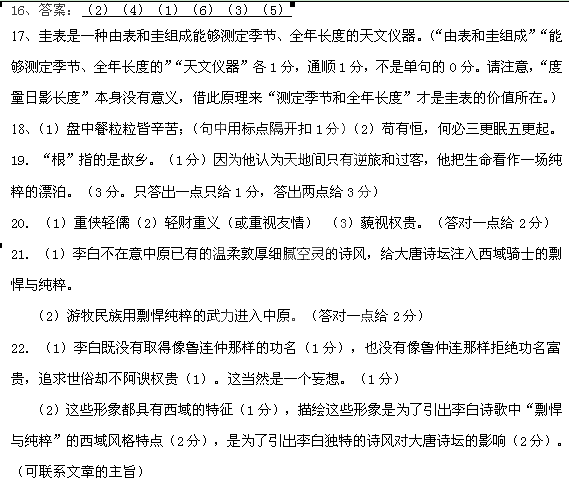 16、答案：（2）（4）（1）（6）（3）（5）
17、圭表是一种由表和圭组成能够测定季节、全年长度的天文仪器。（“由表和圭组成”“能
够测定季节、全年长度的”“天文仪器”各1分，通顺1分，不是单句的0分。请注意，“度
量日影长度”本身没有意义，借此原理来“测定季节和全年长度”才是圭表的价值所在。）
18、（1）盘中餐粒粒皆辛苦；（句中用标点隔开扣1分）（2）苟有恒，何必三更眠五更起。
19. “根”指的是故乡。（1分）因为他认为天地间只有逆旅和过客，他把生命看作一场纯
粹的漂泊。（3分。只答出一点只给1分，答出两点给3分）
20. （1）重侠轻儒（2）轻财重义（或重视友情） （3）藐视权贵。（答对一点给2分）
21. （1）李白不在意中原已有的温柔敦厚细腻空灵的诗风，给大唐诗坛注入西域骑士的剽
悍与纯粹。
（2）游牧民族用剽悍纯粹的武力进入中原。（答对一点给2分）
22. （1）李白既没有取得像鲁连仲那样的功名（1分），也没有像鲁仲连那样拒绝功名富
贵，追求世俗却不阿谀权贵（1）。这当然是一个妄想。（1分）
（2）这些形象都具有西域的特征（1分），描绘这些形象是为了引出李白诗歌中“剽悍
与纯粹”的西域风格特点（2分），是为了引出李白独特的诗风对大唐诗坛的影响（2分）。
（可联系文章的主旨）